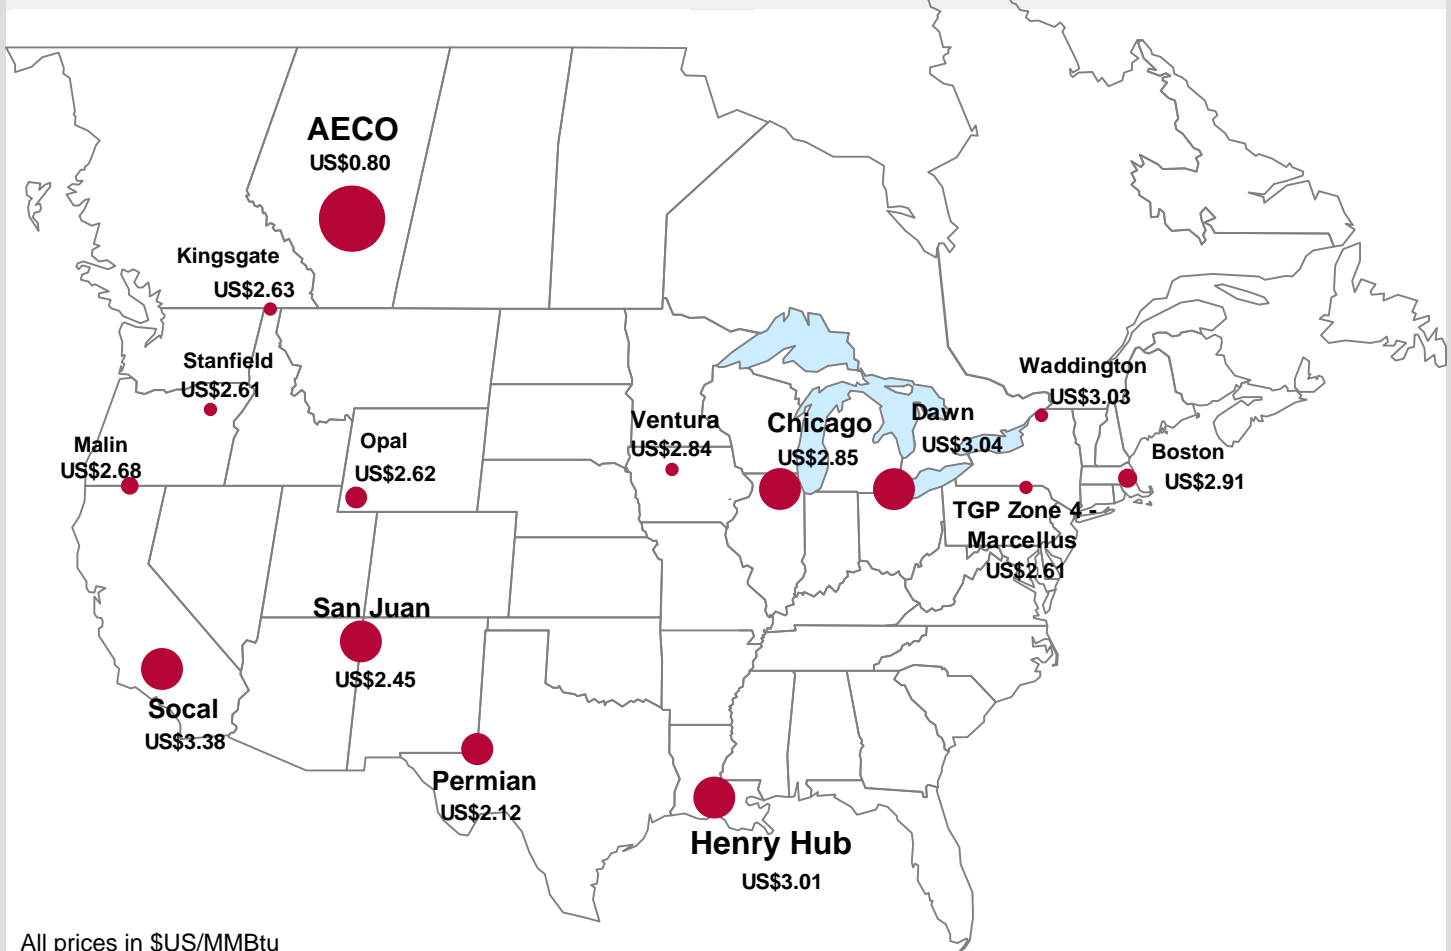 AECO
US$0.80
Kingsgate
US$2.63
Stanfield
US$2.61
Malin
US$2.68
Opal
US$2.62
Ventura
US$2.84
Chicago
US$2.85
Dawn
US$3.04
Waddington
US$3.03
Boston
US$2.91
TGP Zone 4 -
Marcellus
US$2.61
San Juan
US$2.45
Socal
US$3.38
Permian
US$2.12
Henry Hub
US$3.01
All prices in $US/MMBtu